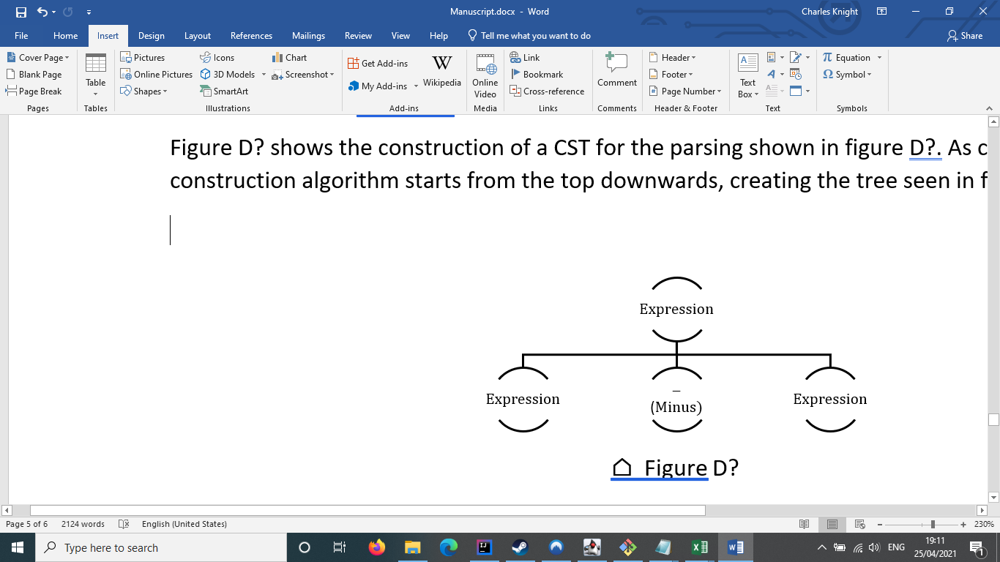 Manuscript.docx - Word
Charles Knight
File Home Insert Design Layout References Mailings Review View Help Tell me what you want to do Share
Cover Page
Blank Page
Page Break
Pages
Table
Tables
Pictures
Online Pictures
Shapes
Icons
3D Models
SmartArt
Chart
Screenshot
Illustrations
Get Add-ins
My Add-ins
W
Wikipedia
Add-ins
Online
Video
Media
Link
Bookmark
Cross-reference
Links
Comment
Comments
Header
Footer
Page Number
Header & Footer
Text
Box
Text
π Equation
Ω Symbol
Symbols
Figure D? shows the construction of a CST for the parsing shown in figure D?. As c
construction algorithm starts from the top downwards, creating the tree seen in f
Expression
Expression
–
(Minus)
Expression
Figure D?
Page 5 of 6 2124 words English (United States) 230%
Type here to search
ENG
19:11
25/04/2021
1